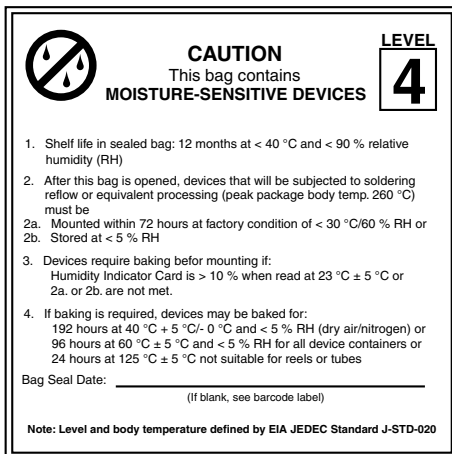 LEVEL
CAUTION
4
This bag contains
MOISTURE-SENSITIVE DEVICES
1. Shelf life in sealed bag: 12 months at < 40 °C and < 90 % relative
humidity (RH)
2. After this bag is opened, devices that will be subjected to soldering
reflow or equivalent processing (peak package body temp. 260 °C)
must be
2a. Mounted within 72 hours at factory condition of < 30 °C/60 % RH or
2b. Stored at < 5 % RH
3. Devices require baking befor mounting if:
Humidity Indicator Card is > 10 % when read at 23 °C ± 5 °C or
2a. or 2b. are not met.
4. If baking is required, devices may be baked for:
192 hours at 40 °C + 5 °C/- 0 °C and < 5 % RH (dry air/nitrogen) or
96 hours at 60 °C ± 5 °C and < 5 % RH for all device containers or
24 hours at 125 °C ± 5 °C not suitable for reels or tubes
Bag Seal Date:
(If blank, see barcode label)
Note: Level and body temperature defined by EIA JEDEC Standard J-STD-020